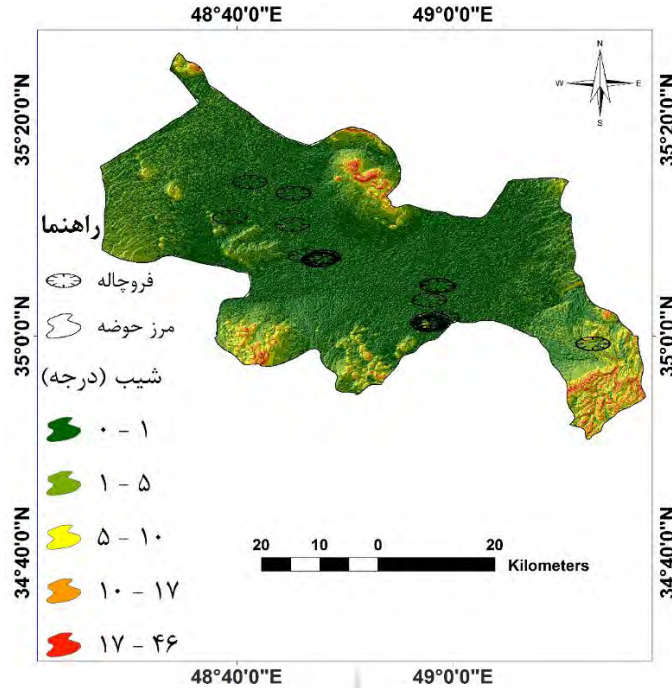 48°40'0"E 49°0'0"E
N
W E
S
35°20'0"N 35°20'0"N
راهنما
فروچاله
مرز حوضه
35°0'0"N 35°0'0"N
شیب (درجه)
۰ - ۱
۱ - ۵
۵ - ۱۰
34°40'0"N 34°40'0"N
20 10 0 20
Kilometers
۱۰ - ۱۷
۱۷ - ۴۶
48°40'0"E 49°0'0"E